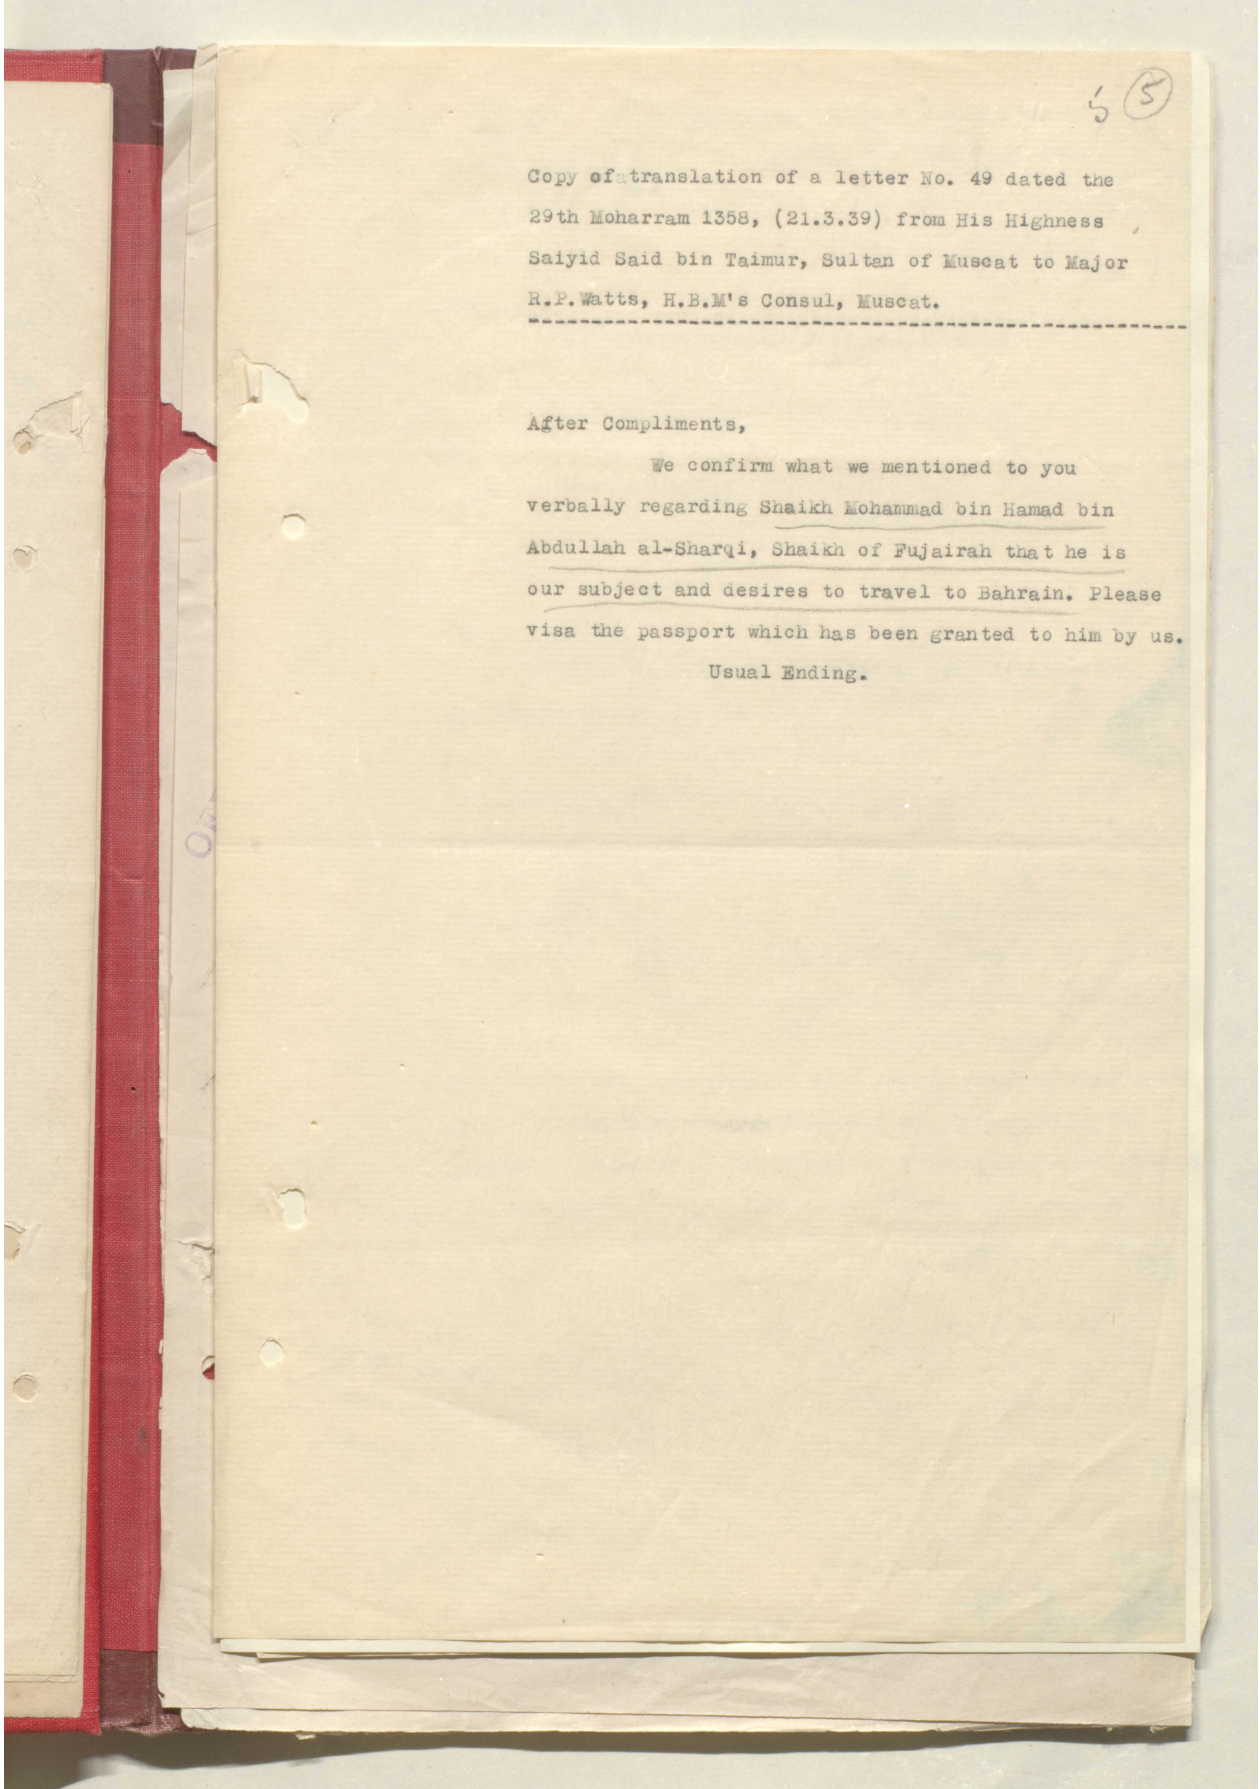 5 5
Copy of translation of a letter No. 49 dated the
29th Moharram 1358, (21.3.39) from His Highness
Saiyid Said bin Taimur, Sultan of Muscat to Major
R.P.Watts, H.B.M's Consul, Muscat.
After Compliments,
We confirm what we mentioned to you
verbally regarding Shaikh Mohammad bin Hamad bin
Abdullah al-Sharqi, Shaikh of Fujairah that he is
our subject and desires to travel to Bahrain. Please
visa the passport which has been granted to him by us.
Usual Ending.